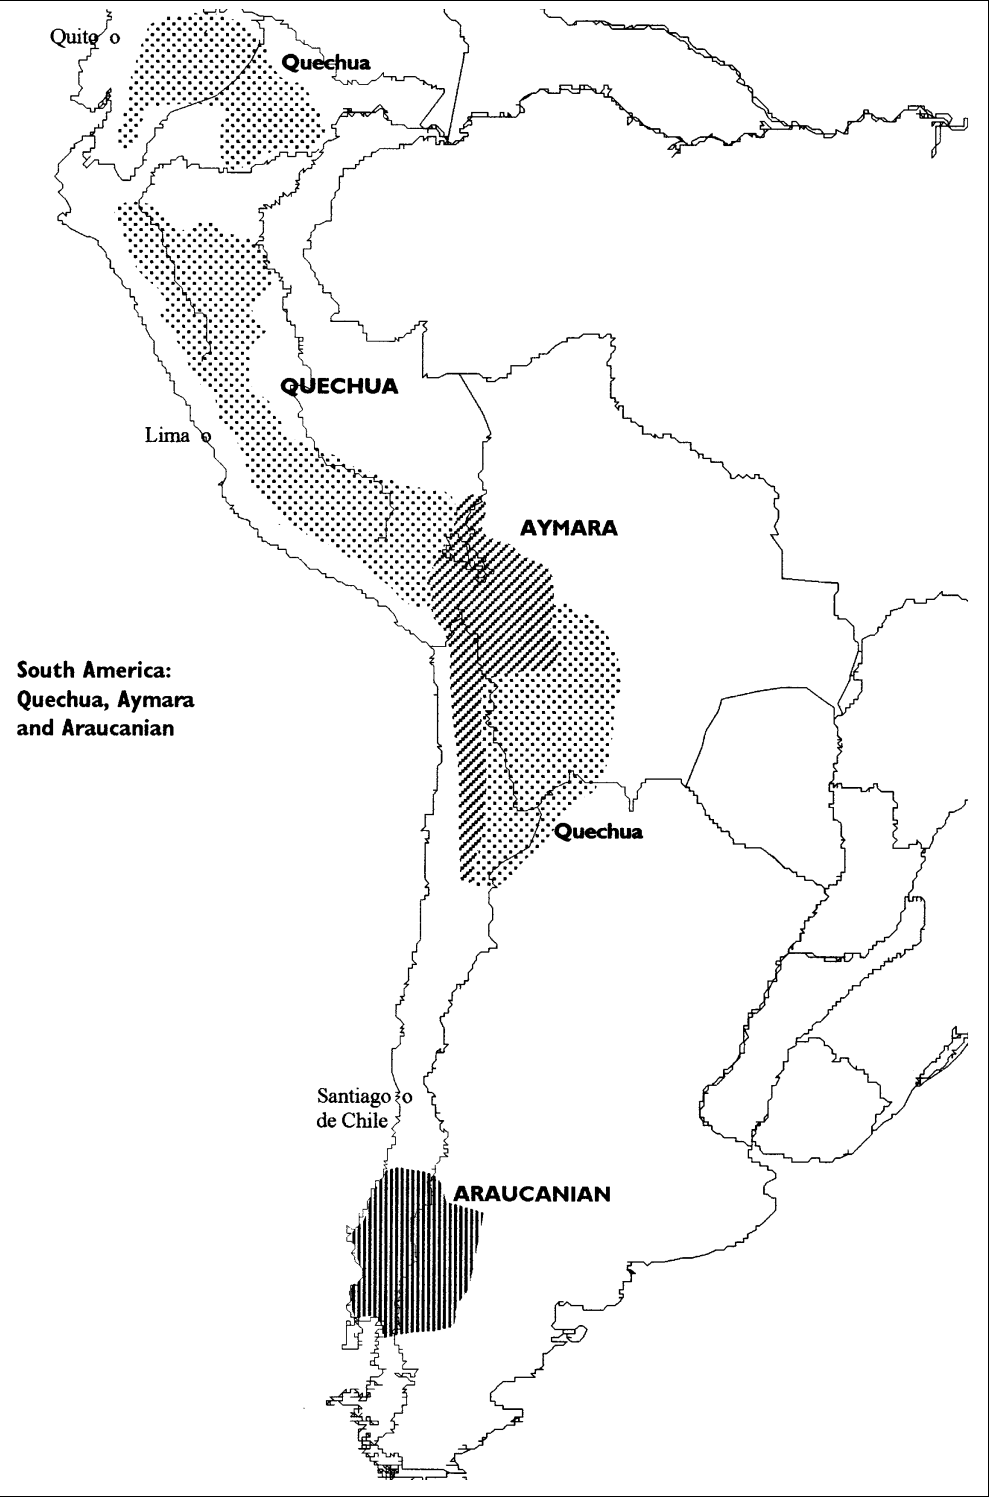 Quito o
Quechua
QUECHUA
Lima o
AYMARA
South America:
Quechua, Aymara
and Araucanian
Quechua
Santiago o
de Chile
ARAUCANIAN